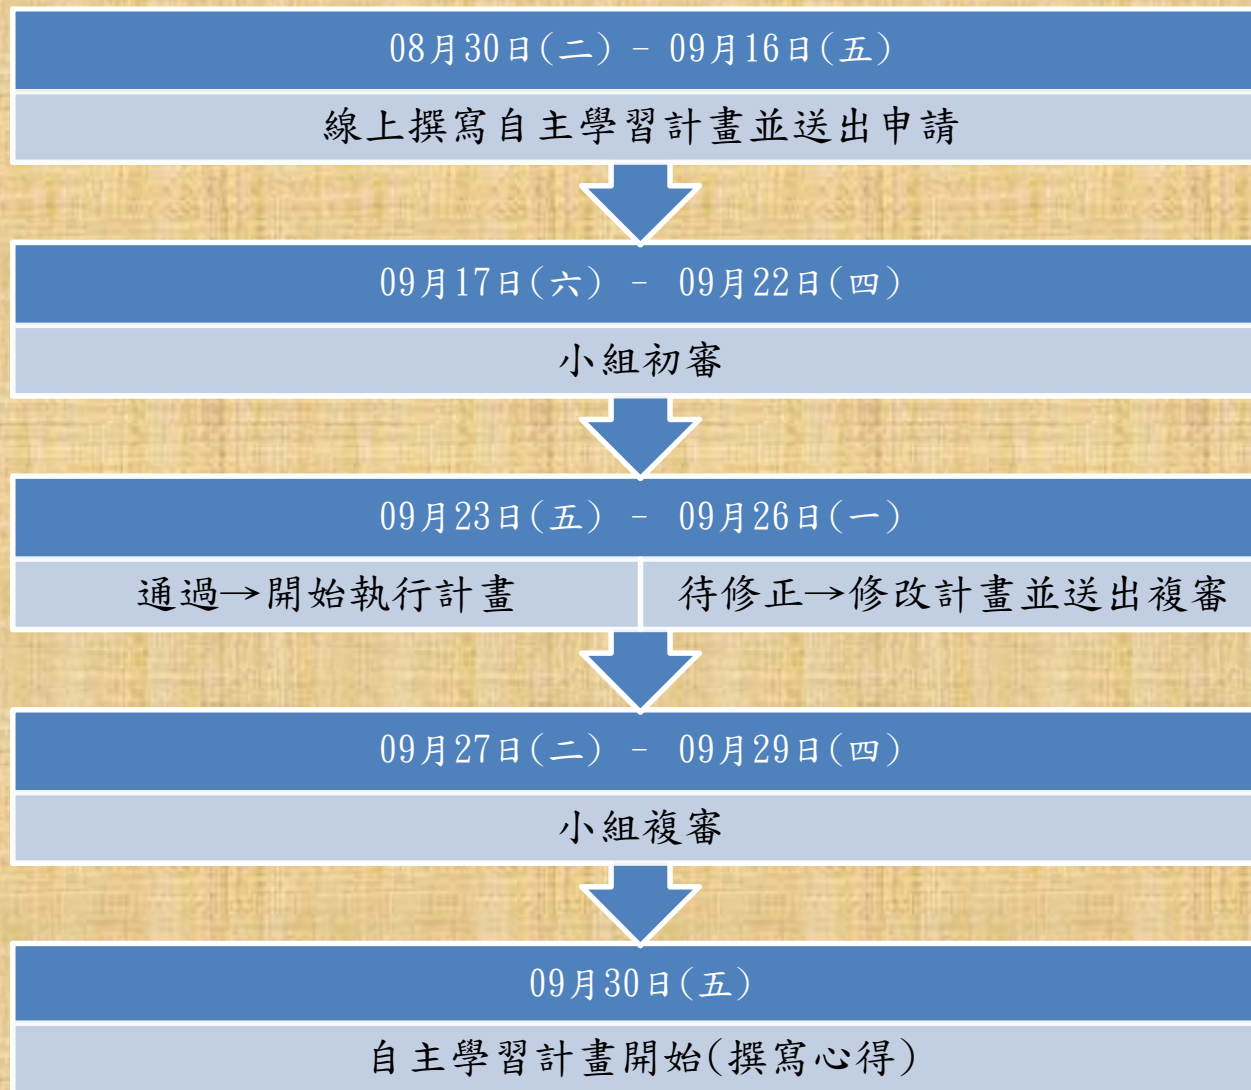 08月30日(二) - 09月16日(五)
線上撰寫自主學習計畫並送出申請
09月17日(六) - 09月22日(四)
小組初審
09月23日(五) - 09月26日(一)
通過→開始執行計畫
待修正→修改計畫並送出複審
09月27日(二) - 09月29日(四)
小組複審
09月30日(五)
自主學習計畫開始(撰寫心得)